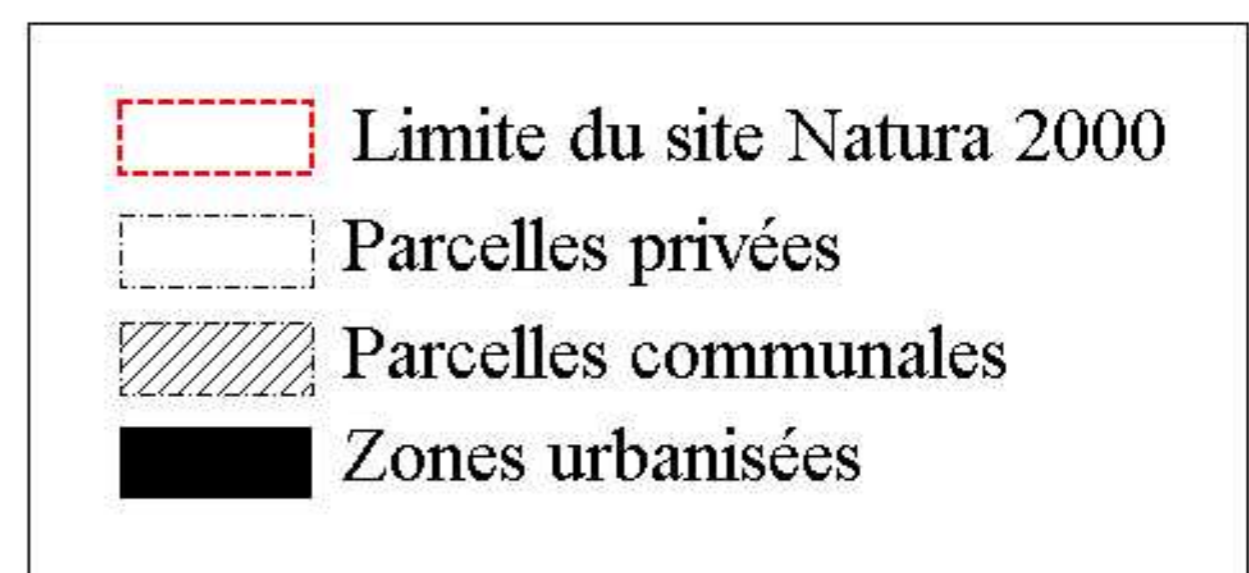 Limite du site Natura 2000
Parcelles privées
Parcelles communales
Zones urbanisées